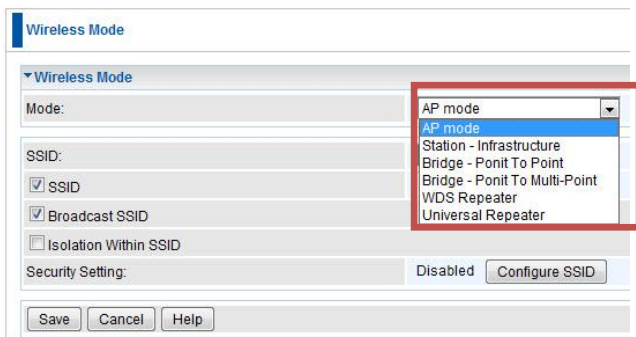 Wireless Mode
Wireless Mode
Mode:
AP mode
AP mode
Station - Infrastructure
Bridge - Ponit To Point
Bridge - Ponit To Multi-Point
WDS Repeater
Universal Repeater
SSID:
SSID
Broadcast SSID
Isolation Within SSID
Security Setting:
Disabled
Configure SSID
Save
Cancel
Help